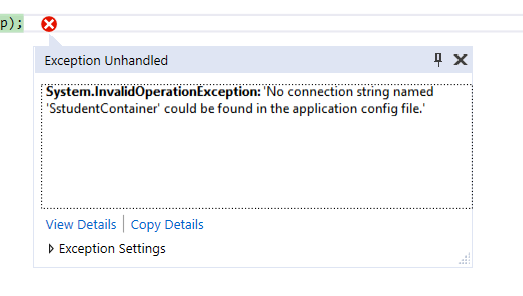 p);
Exception Unhandled
System.InvalidOperationException: 'No connection string named
'SstudentContainer' could be found in the application config file.'
View Details | Copy Details
Exception Settings